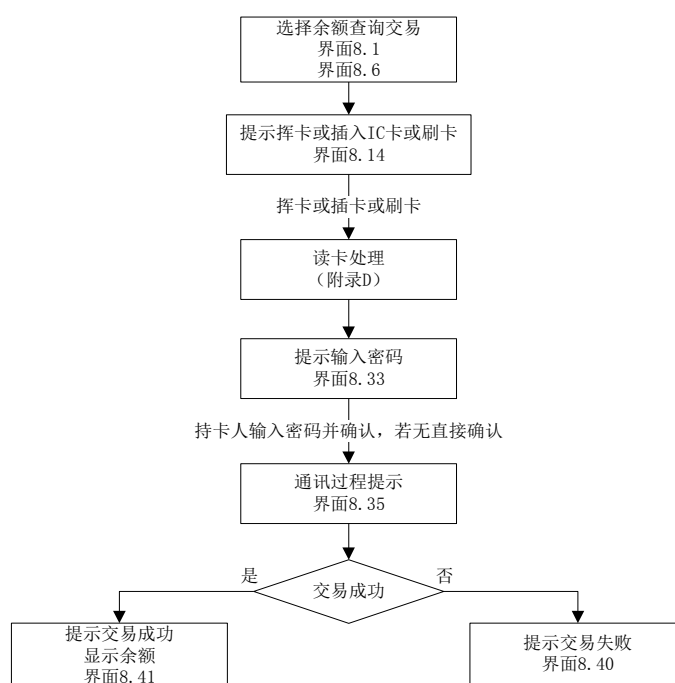 选择余额查询交易
界面8.1
界面8.6
提示挥卡或插入IC卡或刷卡
界面8.14
挥卡或插卡或刷卡
读卡处理
（附录D）
提示输入密码
界面8.33
持卡人输入密码并确认，若无直接确认
通讯过程提示
界面8.35
是
交易成功
否
提示交易成功
显示余额
界面8.41
提示交易失败
界面8.40